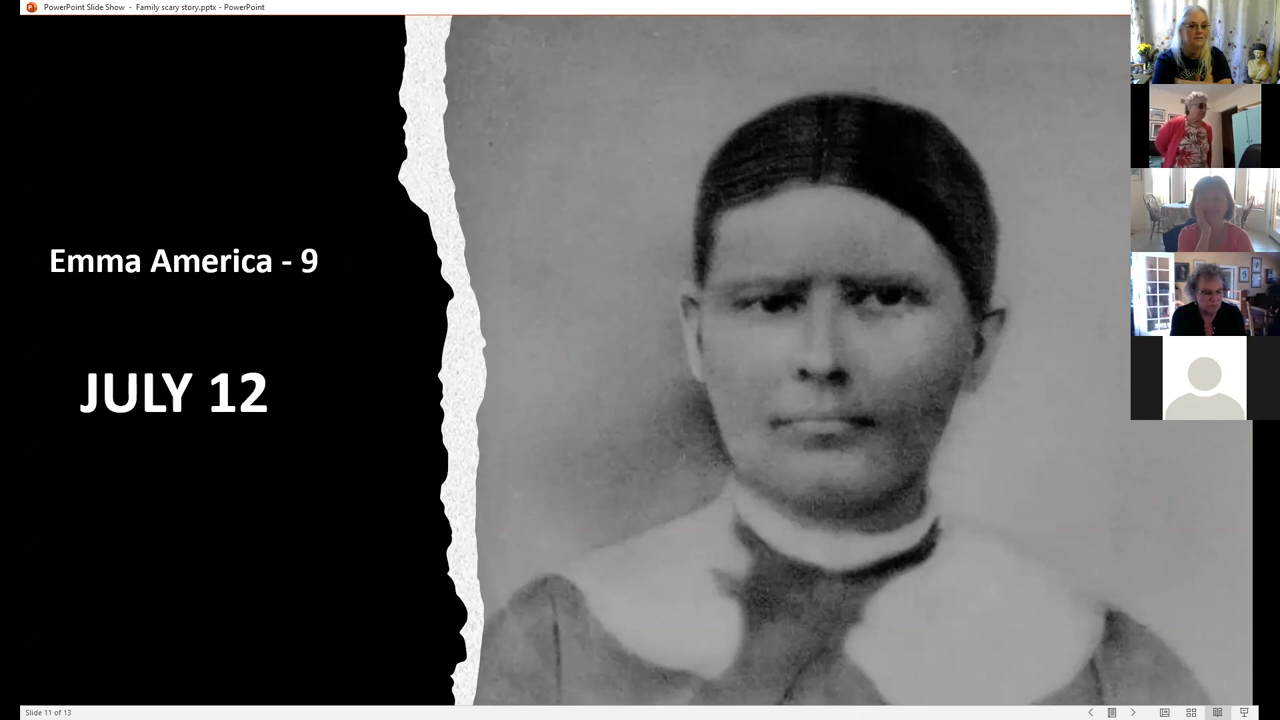 PowerPoint Slide Show - Family scary story.pptx - PowerPoint
Emma America - 9
JULY 12
Slide 11 of 13